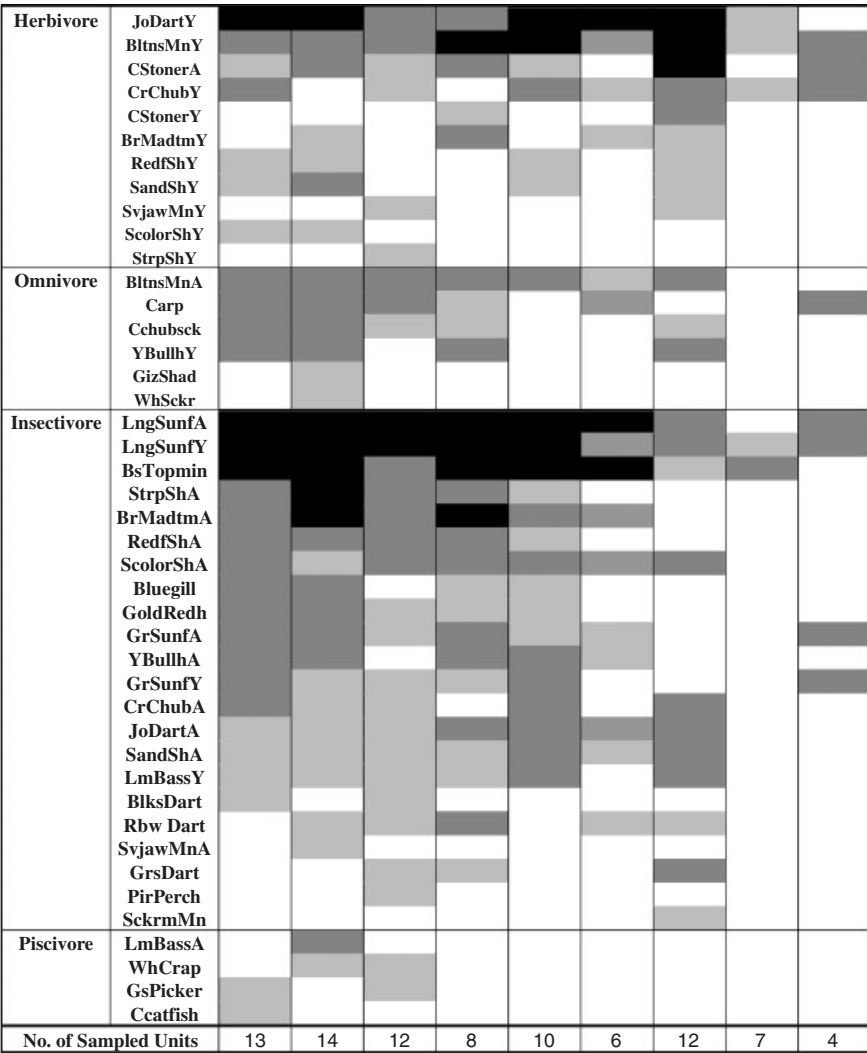 Herbivore JoDartY
BltnsMnY
CStonerA
CrChubY
CStonerY
BrMadtmY
RedfShY
SandShY
SvjawMnY
ScolorShY
StrpShY
Omnivore BltnsMnA
Carp
Cchubsck
YBullhY
GizShad
WhSckr
Insectivore LngSunfA
LngSunfY
BsTopmin
StrpShA
BrMadtmA
RedfShA
ScolorShA
Bluegill
GoldRedh
GrSunfA
YBullhA
GrSunfY
CrChubA
JoDartA
SandShA
LmBassY
BlksDart
Rbw Dart
SvjawMnA
GrsDart
PirPerch
SckrmMn
Piscivore LmBassA
WhCrap
GsPicker
Ccatfish
No. of Sampled Units 13 14 12 8 10 6 12 7 4